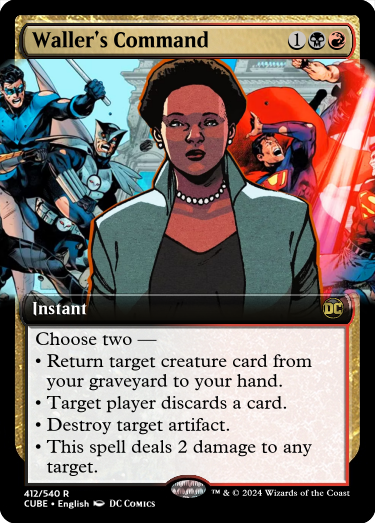 Waller's Command 1
Instant DC
Choose two —
• Return target creature card from
your graveyard to your hand.
• Target player discards a card.
• Destroy target artifact.
• This spell deals 2 damage to any
target.
412/540 R
CUBE • English DC COMICS
™ & © 2024 Wizards of the Coast